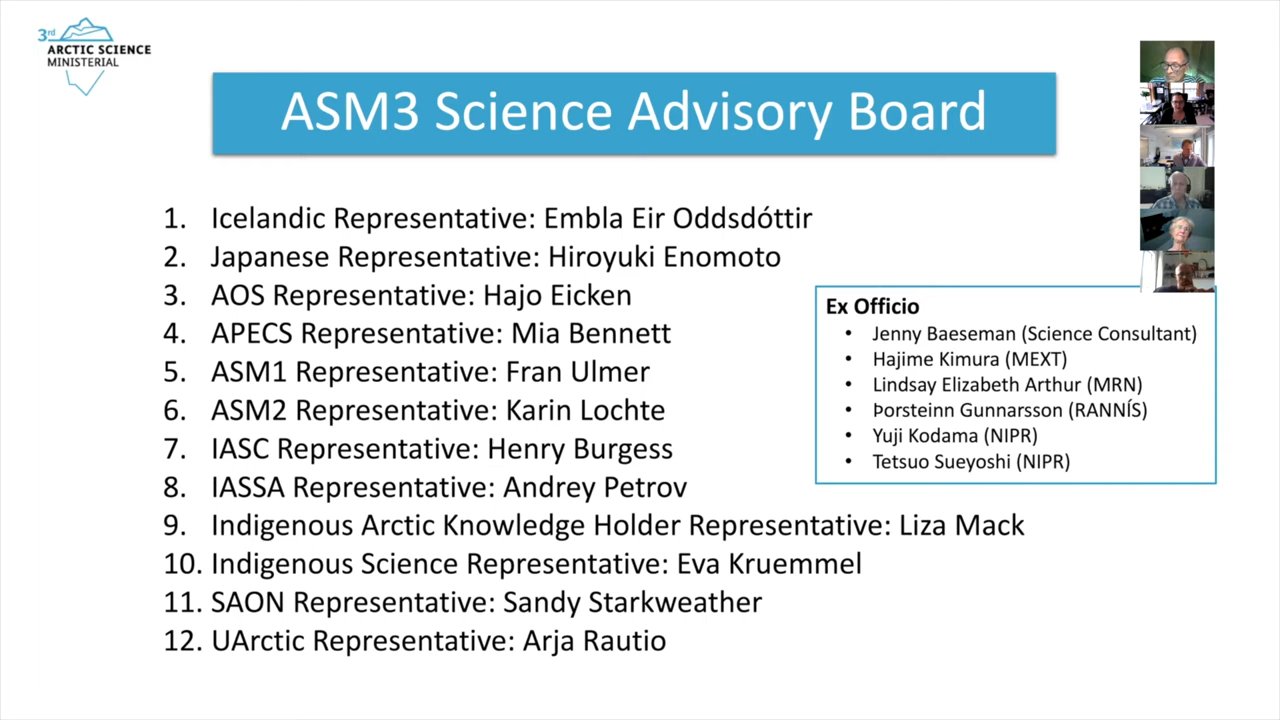 3rd
ARCTIC SCIENCE
MINISTERIAL
ASM3 Science Advisory Board
1. Icelandic Representative: Embla Eir Oddsdóttir
2. Japanese Representative: Hiroyuki Enomoto
3. AOS Representative: Hajo Eicken
4. APECS Representative: Mia Bennett
5. ASM1 Representative: Fran Ulmer
6. ASM2 Representative: Karin Lochte
7. IASC Representative: Henry Burgess
8. IASSA Representative: Andrey Petrov
9. Indigenous Arctic Knowledge Holder Representative: Liza Mack
10. Indigenous Science Representative: Eva Kruemmel
11. SAON Representative: Sandy Starkweather
12. UArctic Representative: Arja Rautio
Ex Officio
• Jenny Baeseman (Science Consultant)
• Hajime Kimura (MEXT)
• Lindsay Elizabeth Arthur (MRN)
• Þorsteinn Gunnarsson (RANNÍS)
• Yuji Kodama (NIPR)
• Tetsuo Sueyoshi (NIPR)